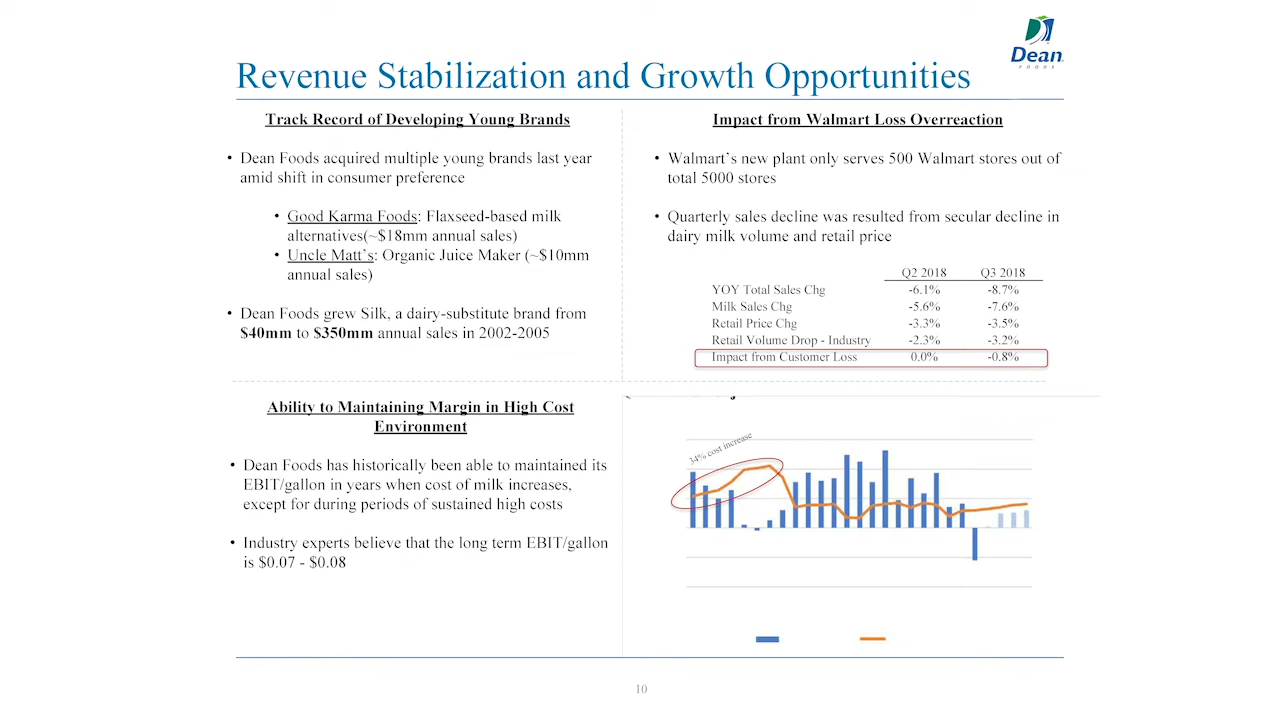 Dean
FOODS
Revenue Stabilization and Growth Opportunities
Track Record of Developing Young Brands
• Dean Foods acquired multiple young brands last year
amid shift in consumer preference
• Good Karma Foods: Flaxseed-based milk
alternatives(~$18mm annual sales)
• Uncle Matt's: Organic Juice Maker (~$10mm
annual sales)
• Dean Foods grew Silk, a dairy-substitute brand from
$40mm to $350mm annual sales in 2002-2005
Impact from Walmart Loss Overreaction
• Walmart's new plant only serves 500 Walmart stores out of
total 5000 stores
• Quarterly sales decline was resulted from secular decline in
dairy milk volume and retail price
Q2 2018 Q3 2018
YOY Total Sales Chg -6.1% -8.7%
Milk Sales Chg -5.6% -7.6%
Retail Price Chg -3.3% -3.5%
Retail Volume Drop - Industry -2.3% -3.2%
Impact from Customer Loss 0.0% -0.8%
Ability to Maintaining Margin in High Cost
Environment
• Dean Foods has historically been able to maintained its
EBIT/gallon in years when cost of milk increases,
except for during periods of sustained high costs
• Industry experts believe that the long term EBIT/gallon
is $0.07 - $0.08
34% cost increase
10